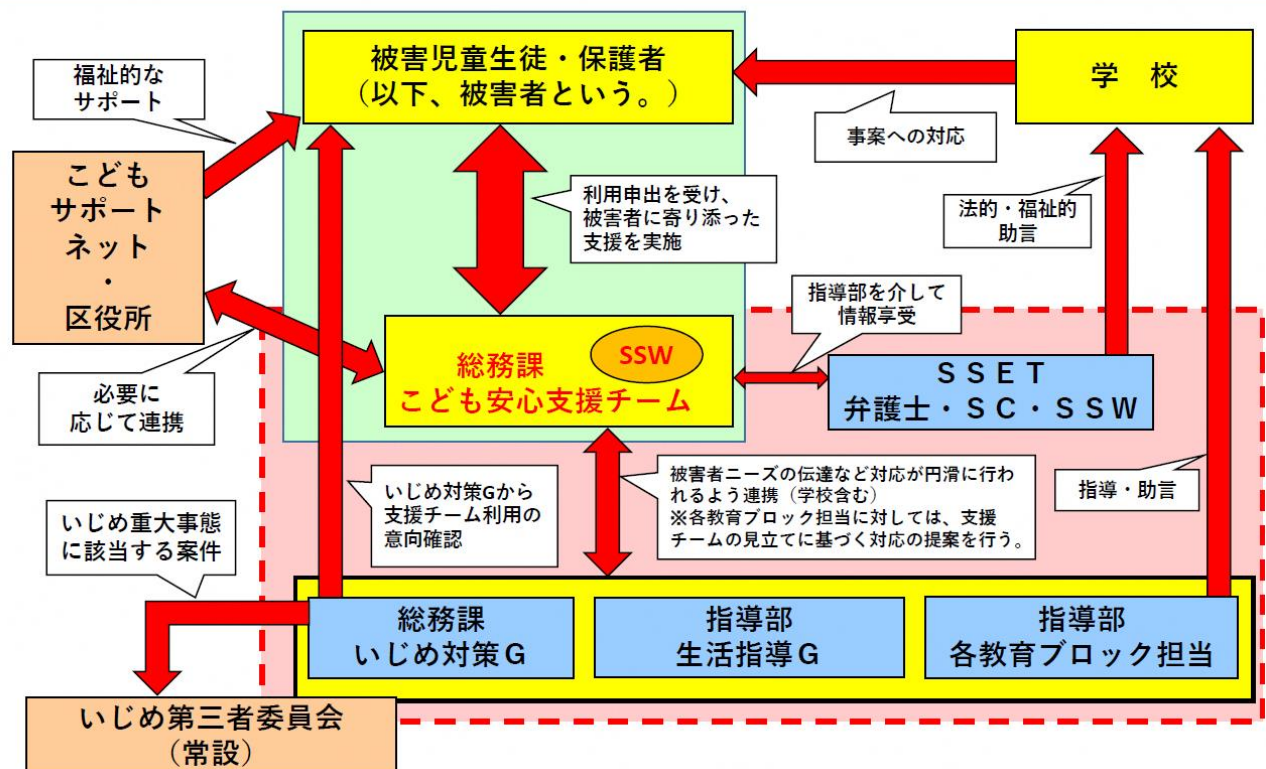 被害児童生徒・保護者
（以下、被害者という。）
学　校
福祉的な
サポート
事案への対応
こども
サポート
ネット
・
区役所
利用申出を受け、
被害者に寄り添った
支援を実施
法的・福祉的
助言
指導部を介して
情報享受
総務課
こども安心支援チーム
SSW
ＳＳＥＴ
弁護士・ＳＣ・ＳＳＷ
必要に
応じて連携
いじめ対策Gから
支援チーム利用の
意向確認
被害者ニーズの伝達など対応が円滑に行わ
れるよう連携（学校含む）
※各教育ブロック担当に対しては、支援
チームの見立てに基づく対応の提案を行う。
指導・助言
いじめ重大事態
に該当する案件
総務課
いじめ対策Ｇ
指導部
生活指導Ｇ
指導部
各教育ブロック担当
いじめ第三者委員会
（常設）